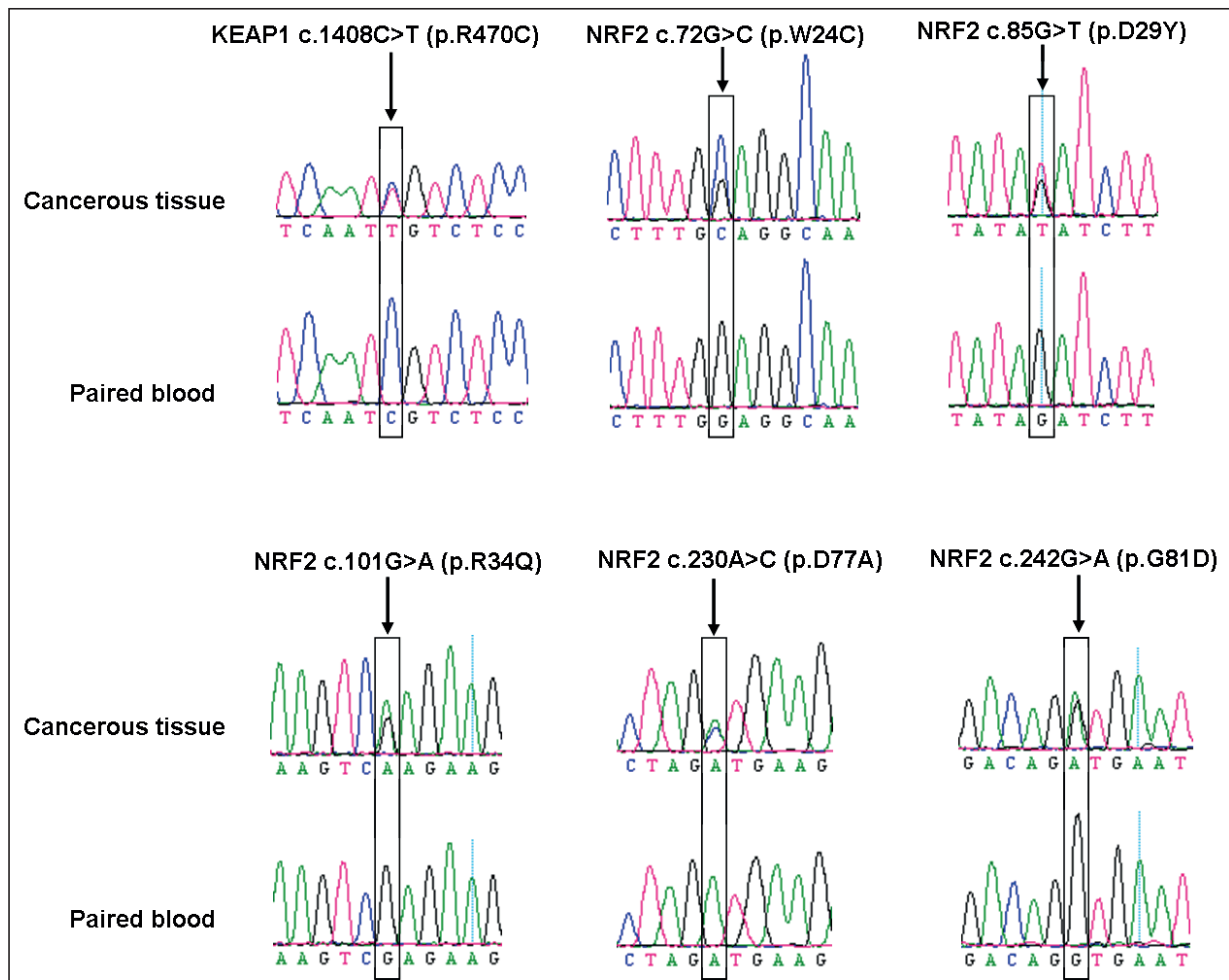 KEAP1 c.1408C>T (p.R470C) NRF2 c.72G>C (p.W24C) NRF2 c.85G>T (p.D29Y)
Cancerous tissue
T C A A T T G T C T C C C T T T G C A G G C A A T A T A T A T C T T
Paired blood
T C A A T C G T C T C C C T T T G G A G G C A A T A T A G A T C T T
NRF2 c.101G>A (p.R34Q) NRF2 c.230A>C (p.D77A) NRF2 c.242G>A (p.G81D)
Cancerous tissue
A A G T C A A G A A G C T A G A T G A A G G A C A G A T G A A T
Paired blood
A A G T C G A G A A G C T A G A T G A A G G A C A G G T G A A T